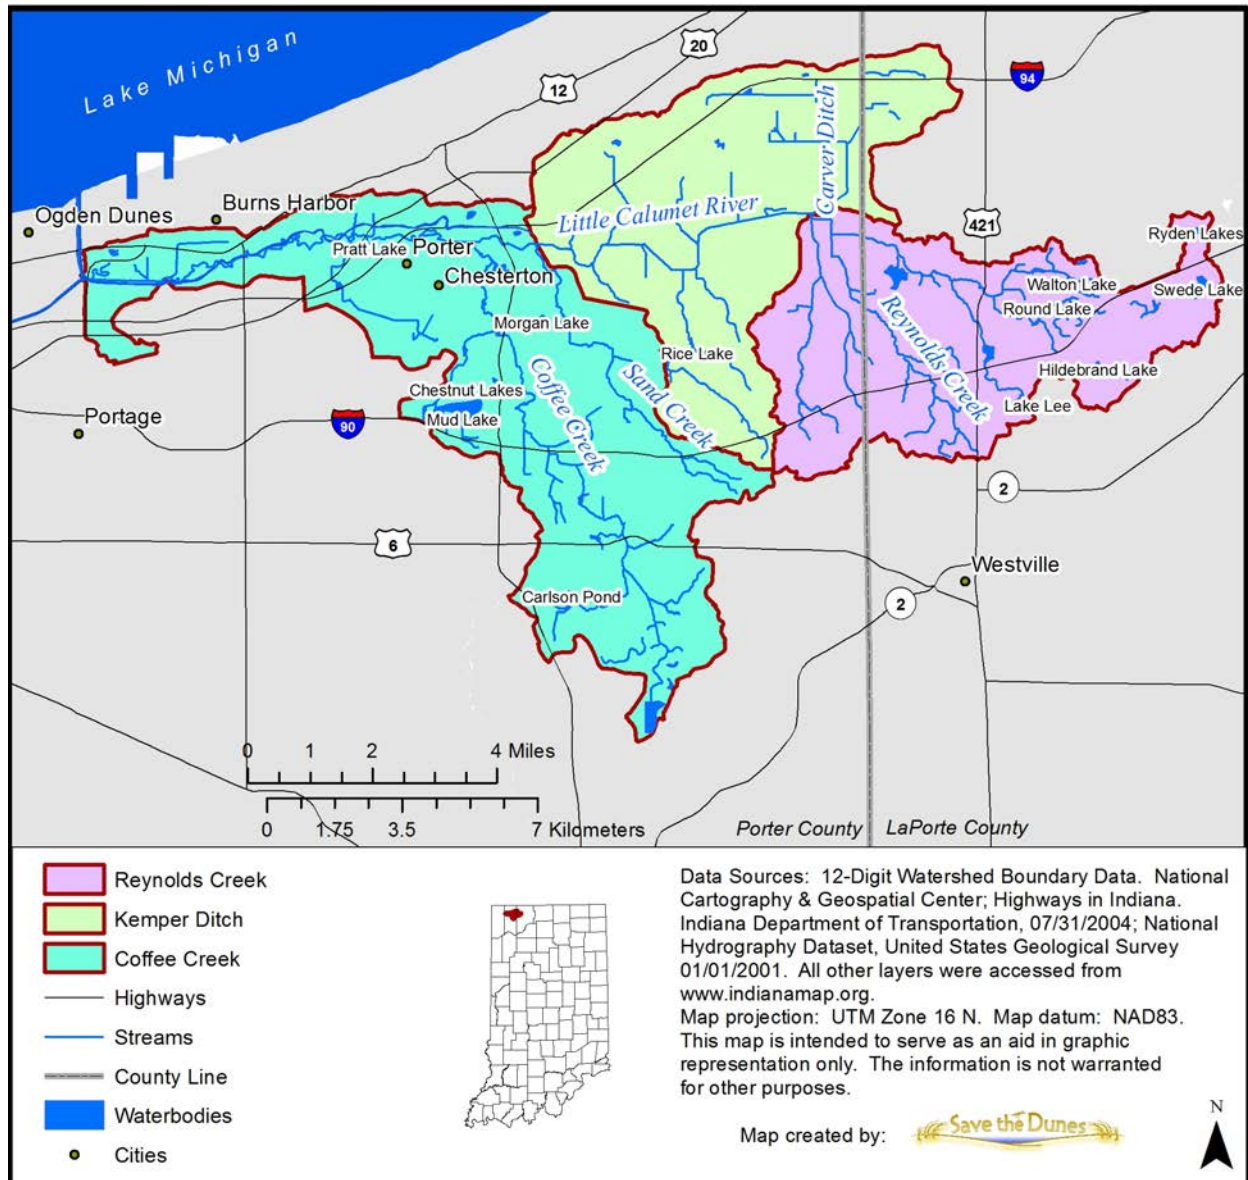 Lake Michigan
20
12
94
Carver Ditch
Ogden Dunes
Burns Harbor
Little Calumet River
421
Ryden Lakes
Pratt Lake
Porter
Chesterton
Walton Lake
Swede Lake
Round Lake
Morgan Lake
Reynolds Creek
Rice Lake
Hildebrand Lake
Coffee Creek
Sand Creek
Chestnut Lakes
Lake Lee
Portage
90
Mud Lake
2
6
Westville
Carlson Pond
2
0 1 2 4 Miles
0 1.75 3.5 7 Kilometers
Porter County
LaPorte County
Reynolds Creek
Kemper Ditch
Coffee Creek
Highways
Streams
County Line
Waterbodies
Cities
Data Sources: 12-Digit Watershed Boundary Data. National
Cartography & Geospatial Center; Highways in Indiana.
Indiana Department of Transportation, 07/31/2004; National
Hydrography Dataset, United States Geological Survey
01/01/2001. All other layers were accessed from
www.indianamap.org.
Map projection: UTM Zone 16 N. Map datum: NAD83.
This map is intended to serve as an aid in graphic
representation only. The information is not warranted
for other purposes.
Map created by:
Save the Dunes
N